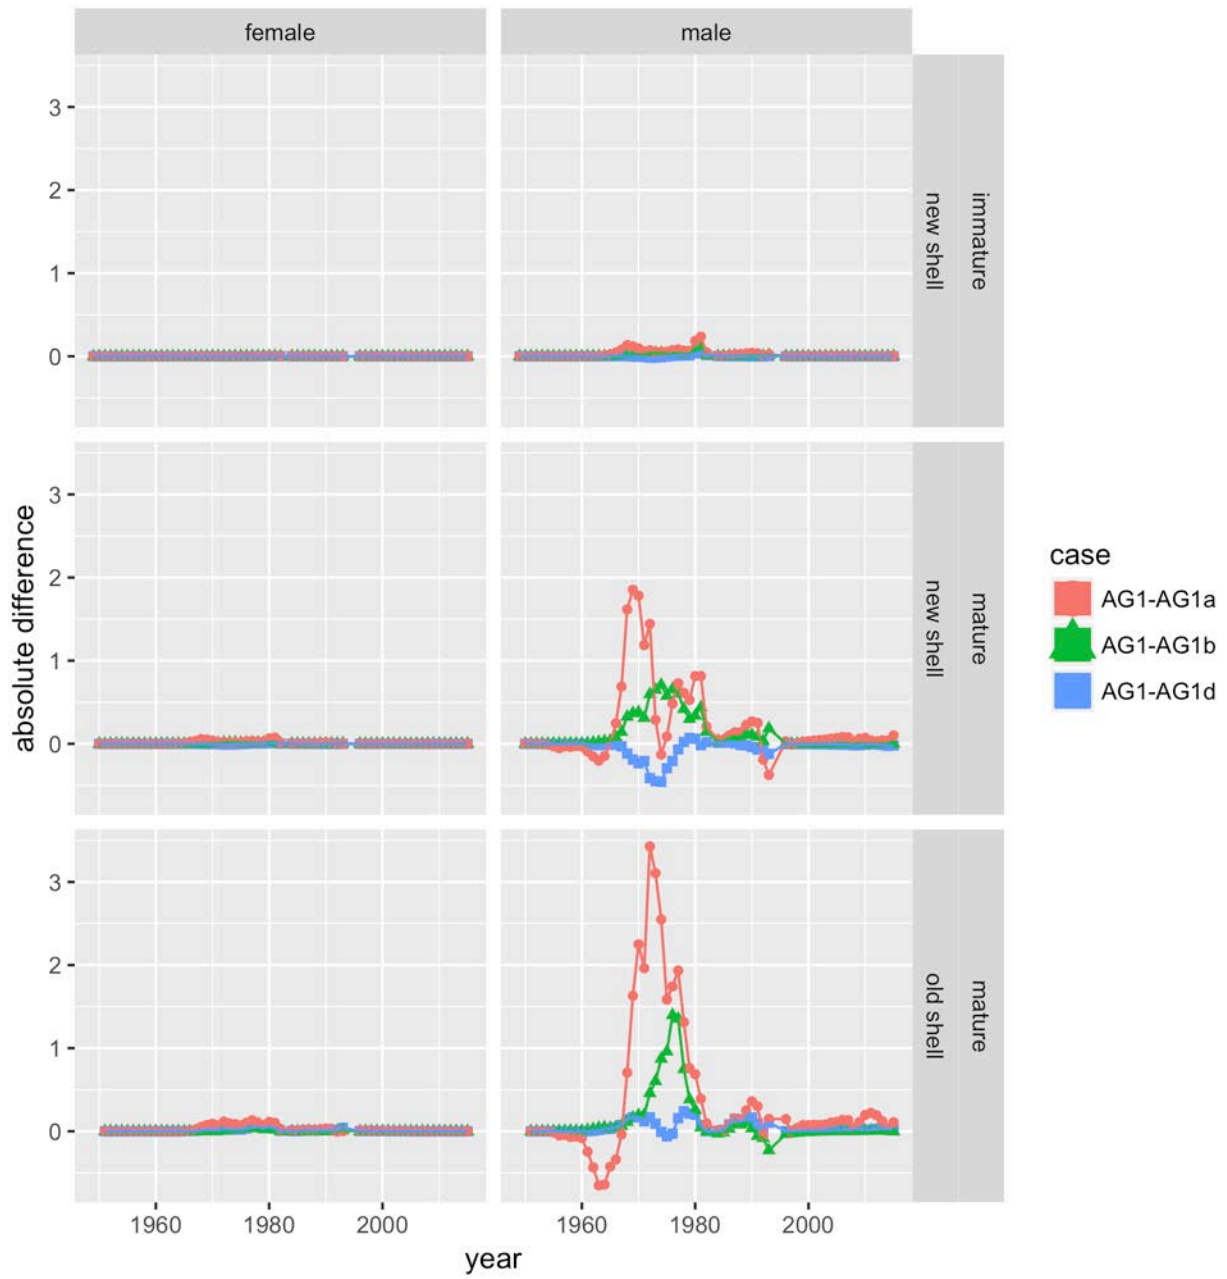 female
male
3
2
1
0
new shell
immature
3
2
1
0
new shell
mature
3
2
1
0
old shell
mature
1960
1980
2000
1960
1980
2000
year
absolute difference
case
AG1-AG1a
AG1-AG1b
AG1-AG1d